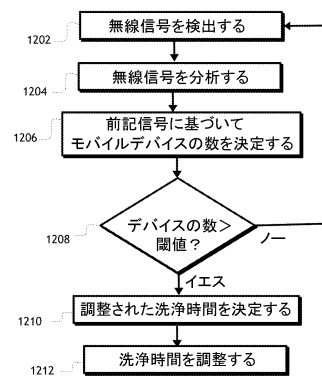 1202
無線信号を検出する
1204
無線信号を分析する
1206
前記信号に基づいて
モバイルデバイスの数を決定する
1208
デバイスの数>
閾値？
ノー
イエス
1210
調整された洗浄時間を決定する
1212
洗浄時間を調整する